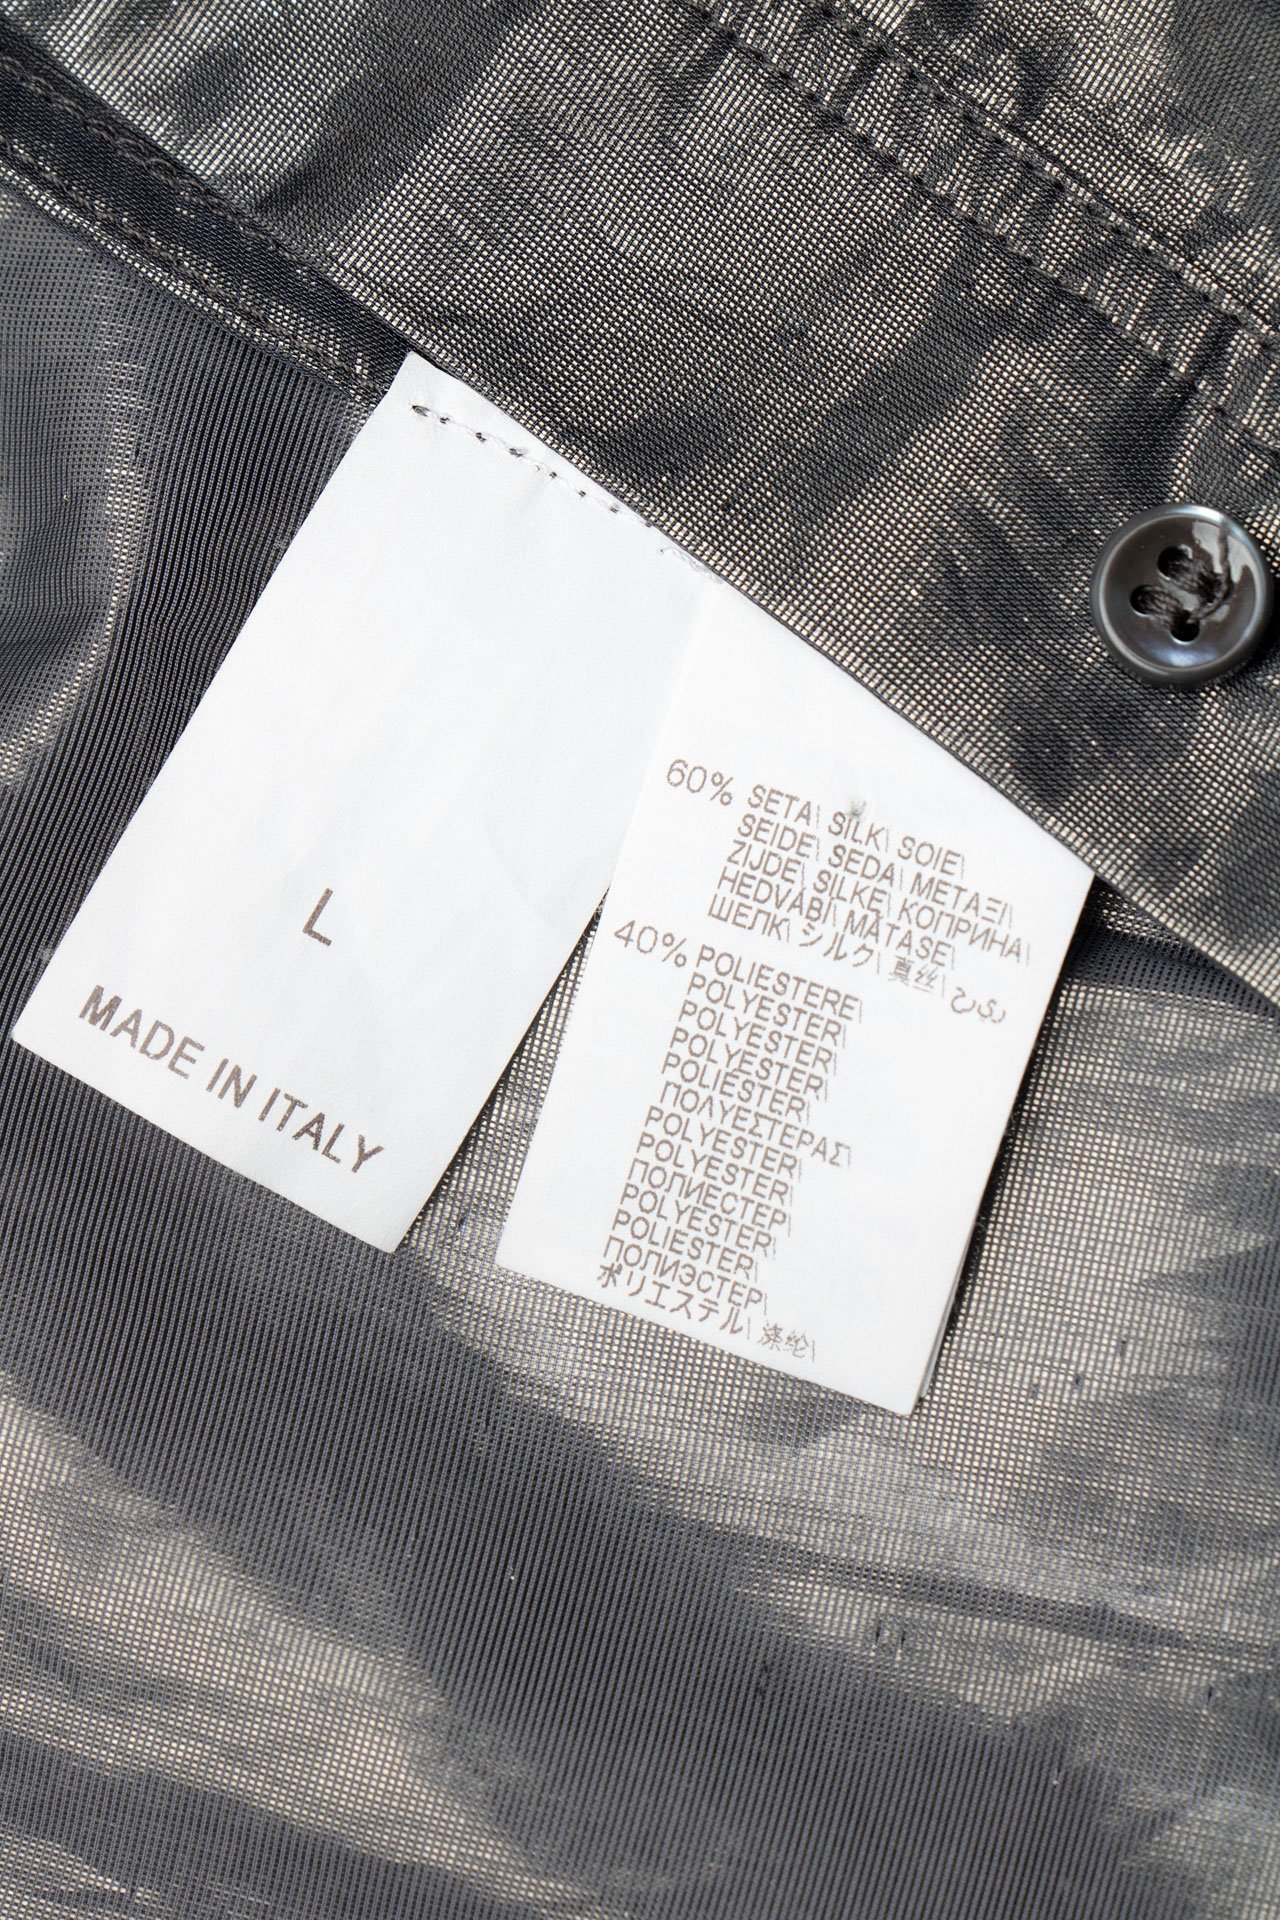 L
MADE IN ITALY
60% SETA\ SILK\ SOIE\
SEIDE\ SEDA\ ΜΕΤΑΞΙ\
ZIJDE\ SILKE\ КОПРИНА\
HEDVÁBÍ\ MĂTASE\
ШЕЛК\ シルク\ 真丝\
40% POLIESTERE\
POLYESTER\
POLYESTER\
POLYESTER\
POLIÉSTER\
ΠΟΛΥΕΣΤΕΡΑΣ\
POLYESTER\
POLYESTER\
ПОЛИЕСТЕР\
POLYESTER\
POLIESTER\
ПОЛИЭСТЕР\
ポリエステル\ 涤纶\